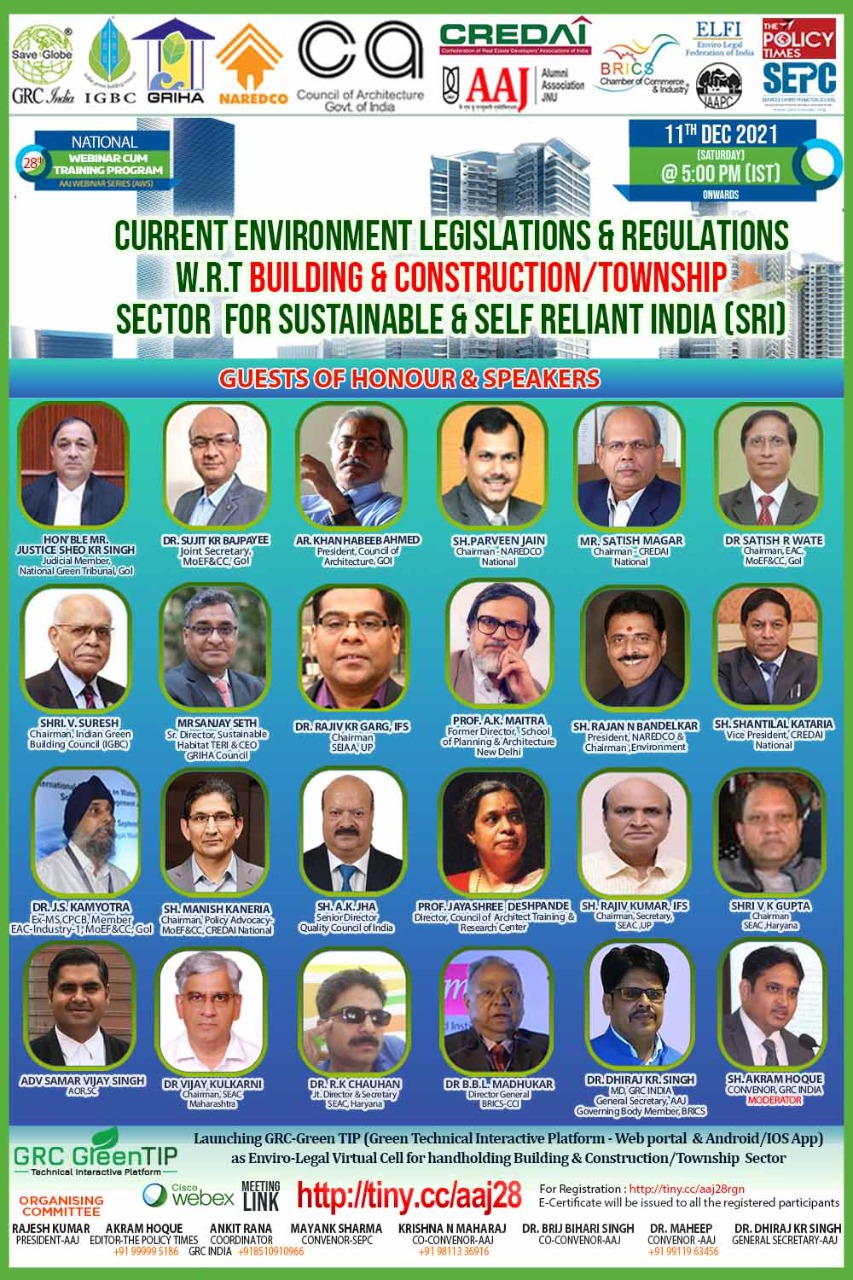 Save Globe
GRC India
IGBC
GRIHA
NAREDCO
ca
Council of Architecture
Govt. of India
CREDAI
Confederation of Real Estate Developers' Associations of India
AAJ
Alumni
Association
JNU
BRICS
Chamber of Commerce
& Industry
ELFI
Enviro Legal
Federation of India
IAAPC
THE
POLICY
TIMES
SEPC
28th
NATIONAL
WEBINAR CUM
TRAINING PROGRAM
AAJ WEBINAR SERIES (AWS)
11TH DEC 2021
(SATURDAY)
@ 5:00 PM (IST)
ONWARDS
CURRENT ENVIRONMENT LEGISLATIONS & REGULATIONS
W.R.T BUILDING & CONSTRUCTION/TOWNSHIP
SECTOR FOR SUSTAINABLE & SELF RELIANT INDIA (SRI)
GUESTS OF HONOUR & SPEAKERS
HON'BLE MR.
JUSTICE SHEO KR SINGH
Judicial Member,
National Green Tribunal, GoI
DR. SUJIT KR BAJPAYEE
Joint Secretary,
MoEF&CC, GoI
AR. KHAN HABEEB AHMED
President, Council of
Architecture, GOI
SH.PARVEEN JAIN
Chairman - NAREDCO
National
MR. SATISH MAGAR
Chairman - CREDAI
National
DR SATISH R WATE
Chairman, EAC,
MoEF&CC, GoI
SHRI. V. SURESH
Chairman, Indian Green
Building Council (IGBC)
MR SANJAY SETH
Sr. Director, Sustainable
Habitat TERI & CEO
GRIHA Council
DR. RAJIV KR GARG, IFS
Chairman
SEIAA, UP
PROF. A.K. MAITRA
Former Director, School
of Planning & Architecture
New Delhi
SH. RAJAN N BANDELKAR
President, NAREDCO &
Chairman ,Environment
SH. SHANTILAL KATARIA
Vice President, CREDAI
National
DR. J.S. KAMYOTRA
Ex-MS,CPCB, Member
EAC-Industry-1, MoEF&CC, GoI
SH. MANISH KANERIA
Chairman, Policy Advocacy-
MoEF&CC, CREDAI National
SH. A.K. JHA
Senior Director
Quality Council of India
PROF. JAYASHREE DESHPANDE
Director, Council of Architect Training &
Research Center
SH. RAJIV KUMAR, IFS
Chairman, Secretary,
SEAC ,UP
SHRI V K GUPTA
Chairman
SEAC ,Haryana
ADV SAMAR VIJAY SINGH
AOR,SC
DR VIJAY KULKARNI
Chairman, SEAC
Maharashtra
DR. R.K CHAUHAN
Jt. Director & Secretary
SEAC, Haryana
DR B.B.L. MADHUKAR
Director General
BRICS-CCI
DR. DHIRAJ KR. SINGH
MD, GRC INDIA
General Secretary, AAJ
Governing Body Member, BRICS
SH. AKRAM HOQUE
CONVENOR, GRC INDIA
MODERATOR
GRC GreenTIP
Technical Interactive Platform
Launching GRC-Green TIP (Green Technical Interactive Platform - Web portal & Android/IOS App)
as Enviro-Legal Virtual Cell for handholding Building & Construction/Township Sector
Cisco
webex
MEETING
LINK
http://tiny.cc/aaj28
For Registration : http://tiny.cc/aaj28rgn
E-Certificate will be issued to all the registered participants
ORGANISING
COMMITTEE
RAJESH KUMAR
PRESIDENT-AAJ
AKRAM HOQUE
EDITOR-THE POLICY TIMES
+91 99999 5186
ANKIT RANA
COORDINATOR
GRC INDIA +918510910966
MAYANK SHARMA
CONVENOR-SEPC
KRISHNA N MAHARAJ
CO-CONVENOR-AAJ
+91 98113 36916
DR. BRIJ BIHARI SINGH
CO-CONVENOR-AAJ
DR. MAHEEP
CONVENOR -AAJ
+91 99119 63456
DR. DHIRAJ KR SINGH
GENERAL SECRETARY-AAJ